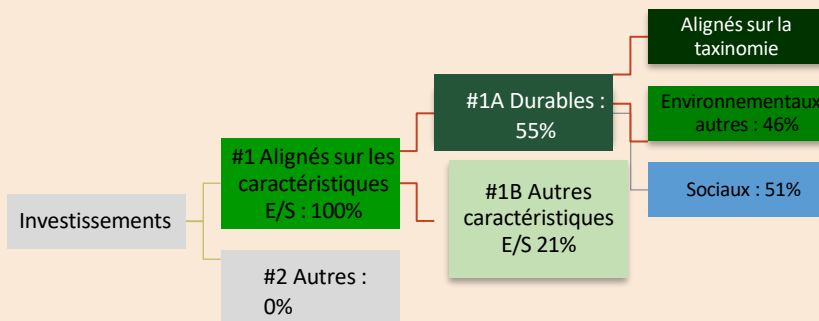 Investissements
#1 Alignés sur les
caractéristiques
E/S : 100%
#2 Autres :
0%
#1A Durables :
55%
#1B Autres
caractéristiques
E/S 21%
Alignés sur la
taxinomie
Environnementaux
autres : 46%
Sociaux : 51%